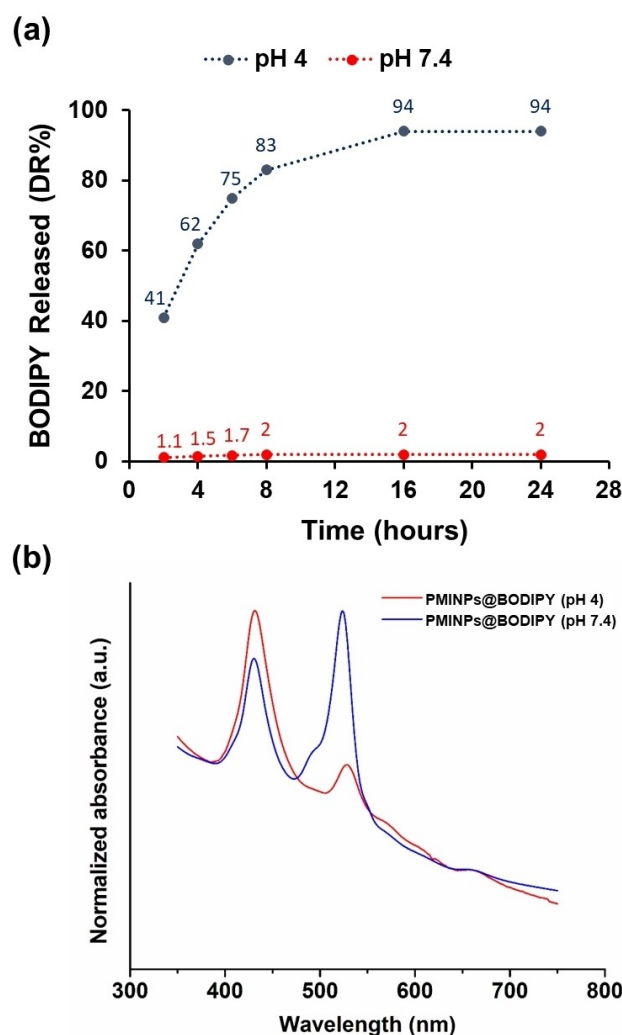 (a)
pH 4 pH 7.4
BODIPY Released (DR%)
100
80
60
40
20
0
41
62
75
83
94
94
1.1
1.5
1.7
2
2
2
0 4 8 12 16 20 24 28
Time (hours)
(b)
PMINPs@BODIPY (pH 4)
PMINPs@BODIPY (pH 7.4)
Normalized absorbance (a.u.)
300 400 500 600 700 800
Wavelength (nm)